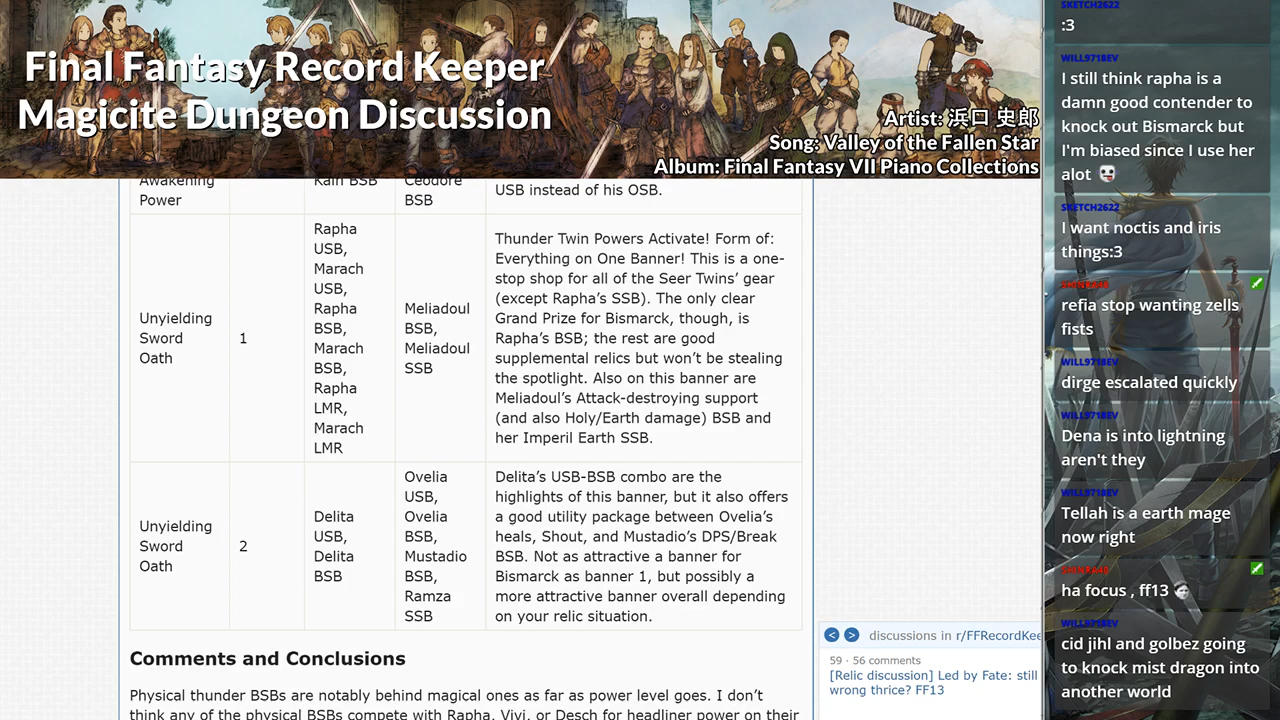 Final Fantasy Record Keeper
Magicite Dungeon Discussion
Artist: 浜口 史郎
Song: Valley of the Fallen Star
Album: Final Fantasy VII Piano Collections
Awakening
Power
Kain BSB
Ceodore
BSB
USB instead of his OSB.
Unyielding
Sword
Oath
1
Rapha
USB,
Marach
USB,
Rapha
BSB,
Marach
BSB,
Rapha
LMR,
Marach
LMR
Meliadoul
BSB,
Meliadoul
SSB
Thunder Twin Powers Activate! Form of:
Everything on One Banner! This is a one-
stop shop for all of the Seer Twins’ gear
(except Rapha’s SSB). The only clear
Grand Prize for Bismarck, though, is
Rapha’s BSB; the rest are good
supplemental relics but won’t be stealing
the spotlight. Also on this banner are
Meliadoul’s Attack-destroying support
(and also Holy/Earth damage) BSB and
her Imperil Earth SSB.
Unyielding
Sword
Oath
2
Delita
USB,
Delita
BSB
Ovelia
USB,
Ovelia
BSB,
Mustadio
BSB,
Ramza
SSB
Delita’s USB-BSB combo are the
highlights of this banner, but it also offers
a good utility package between Ovelia’s
heals, Shout, and Mustadio’s DPS/Break
BSB. Not as attractive a banner for
Bismarck as banner 1, but possibly a
more attractive banner overall depending
on your relic situation.
Comments and Conclusions
Physical thunder BSBs are notably behind magical ones as far as power level goes. I don’t
think any of the physical BSBs compete with Rapha, Vivi, or Desch for headliner power on their
< > discussions in r/FFRecordKee
59 · 56 comments
[Relic discussion] Led by Fate: still
wrong thrice? FF13
SKETCH2622
:3
WILL9718EV
I still think rapha is a
damn good contender to
knock out Bismarck but
I'm biased since I use her
alot
SKETCH2622
I want noctis and iris
things:3
SHINRA40
refia stop wanting zells
fists
WILL9718EV
dirge escalated quickly
WILL9718EV
Dena is into lightning
aren't they
WILL9718EV
Tellah is a earth mage
now right
SHINRA40
ha focus , ff13
WILL9718EV
cid jihl and golbez going
to knock mist dragon into
another world